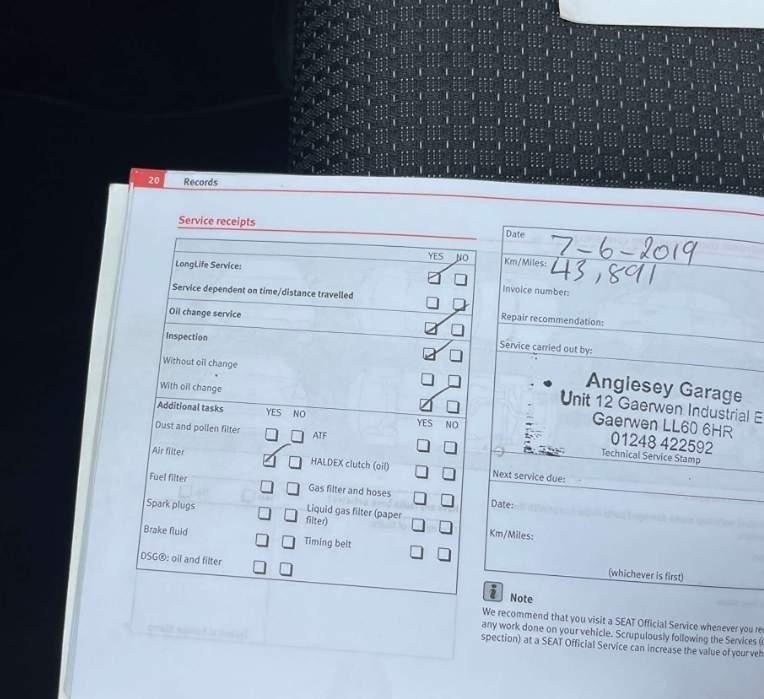 20 Records
Service receipts
YES NO
LongLife Service:
Service dependent on time/distance travelled
Oil change service
Inspection
Without oil change
With oil change
Additional tasks YES NO YES NO
Dust and pollen filter ATF
Air filter HALDEX clutch (oil)
Fuel filter Gas filter and hoses
Spark plugs Liquid gas filter (paper
filter)
Brake fluid Timing belt
DSG®: oil and filter
Date 7-6-2019
Km/Miles: 43,891
Invoice number:
Repair recommendation:
Service carried out by:
Anglesey Garage
Unit 12 Gaerwen Industrial E
Gaerwen LL60 6HR
01248 422592
Technical Service Stamp
Next service due:
Date:
Km/Miles:
(whichever is first)
i Note
We recommend that you visit a SEAT Official Service whenever you re
any work done on your vehicle. Scrupulously following the Services (
spection) at a SEAT Official Service can increase the value of your veh